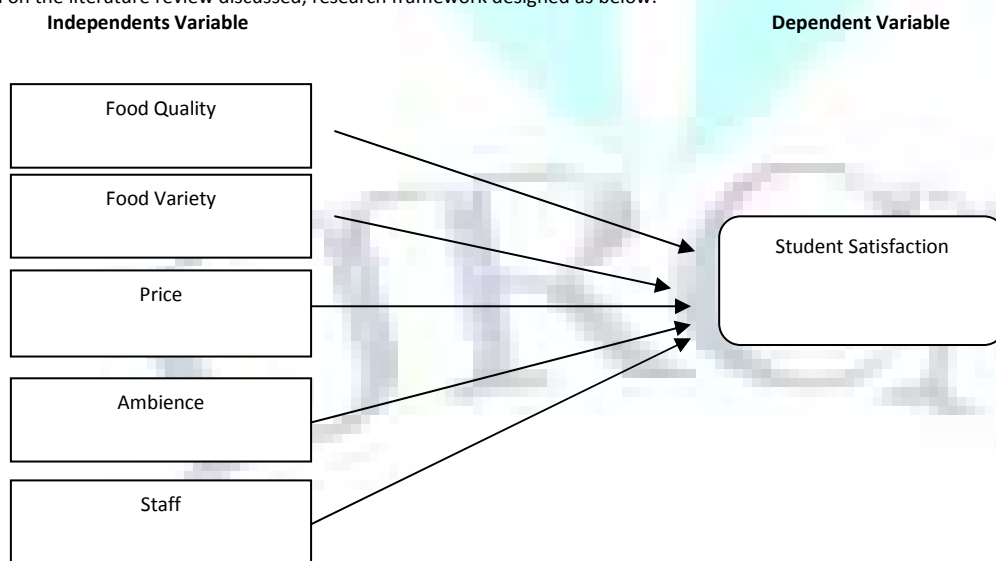 on the literature review discussed, research framework designed as below:
Independents Variable Dependent Variable
Food Quality
Food Variety
Student Satisfaction
Price
Ambience
Staff